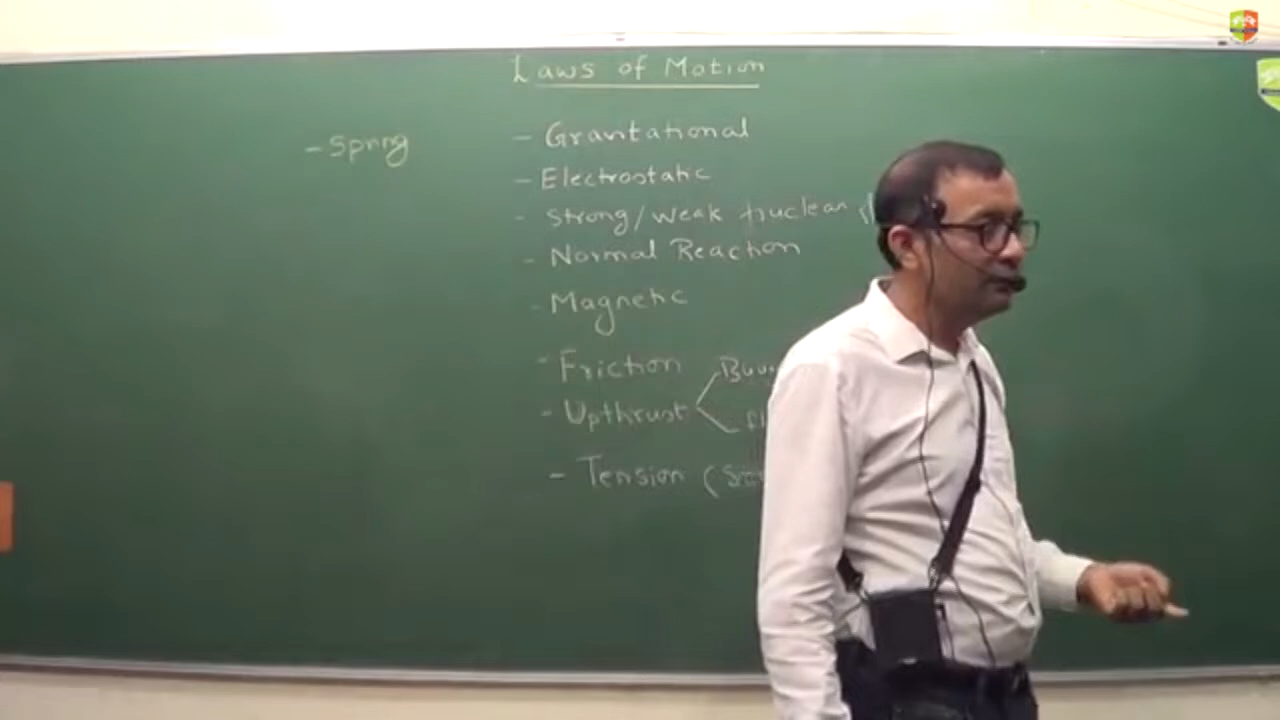 Laws of Motion
- Spring
- Gravitational
- Electrostatic
- Strong/weak nuclear
- Normal Reaction
- Magnetic
- Friction
- Upthrust
- Tension